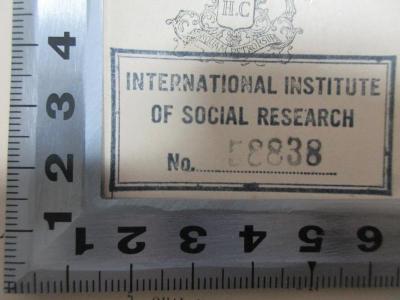 H.C
INTERNATIONAL INSTITUTE
OF SOCIAL RESEARCH
No. 58838
4
3
2
1
1 2 3 4 5 6